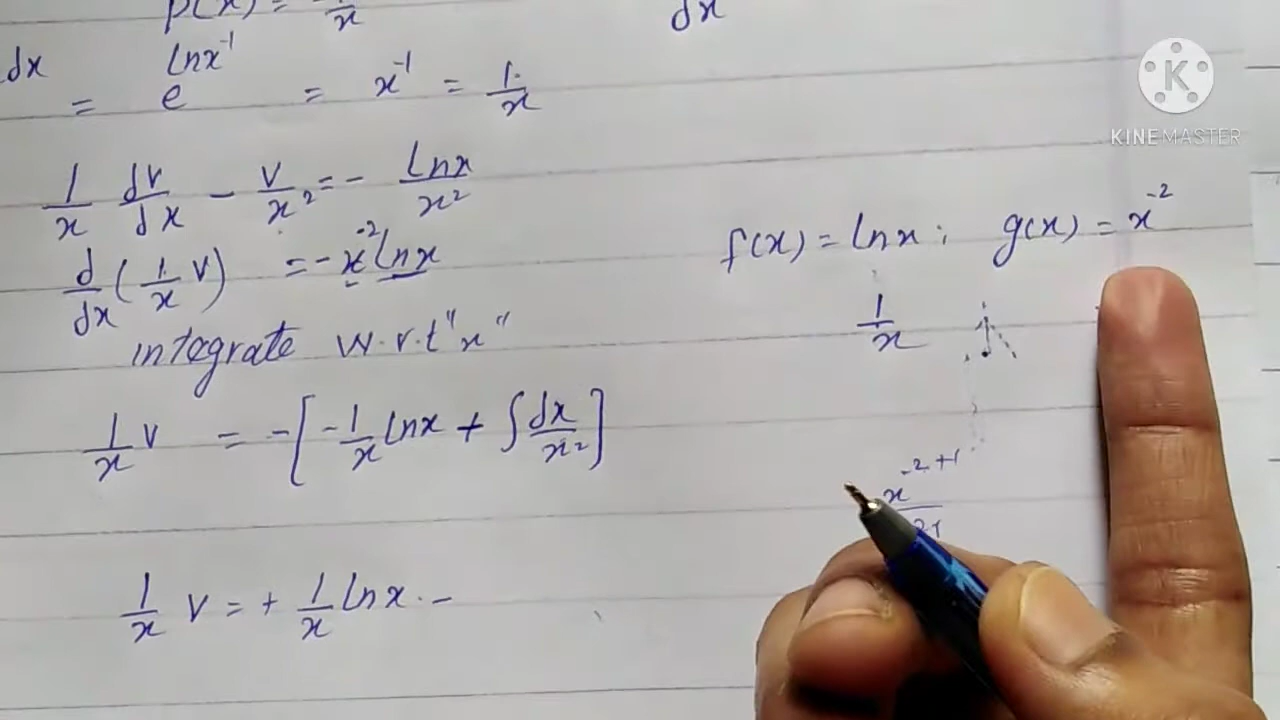 p(x) = -1/x
dx
dx
= e^{ln x^{-1}} = x^{-1} = 1/x
KINEMASTER
1/x dv/dx - v/x² = - ln x/x²
f(x) = ln x ; g(x) = x^{-2}
d/dx (1/x v) = - x^{-2} ln x
1/x
integrate w.r.t "x"
1/x v = -[-1/x ln x + ∫ dx/x²]
x^{-2+1}
1/x v = + 1/x ln x . -